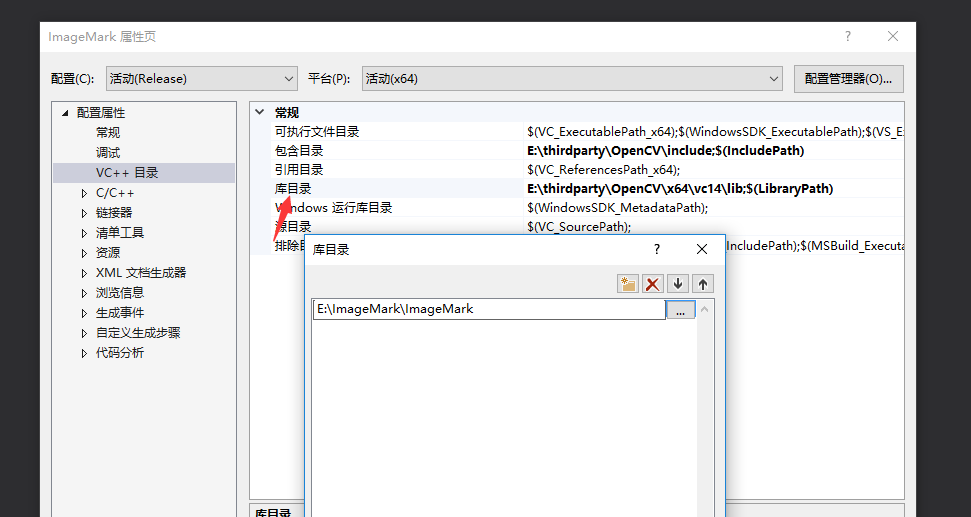 ImageMark 属性页
配置(C): 活动(Release) 平台(P): 活动(x64) 配置管理器(O)...
配置属性
常规
调试
VC++ 目录
C/C++
链接器
清单工具
资源
XML 文档生成器
浏览信息
生成事件
自定义生成步骤
代码分析
常规
可执行文件目录 $(VC_ExecutablePath_x64);$(WindowsSDK_ExecutablePath);$(VS_E
包含目录 E:\thirdparty\OpenCV\include;$(IncludePath)
引用目录 $(VC_ReferencesPath_x64);
库目录 E:\thirdparty\OpenCV\x64\vc14\lib;$(LibraryPath)
Windows 运行库目录 $(WindowsSDK_MetadataPath);
源目录 $(VC_SourcePath);
排除 IncludePath);$(MSBuild_Executa
库目录
E:\ImageMark\ImageMark
...
库目录